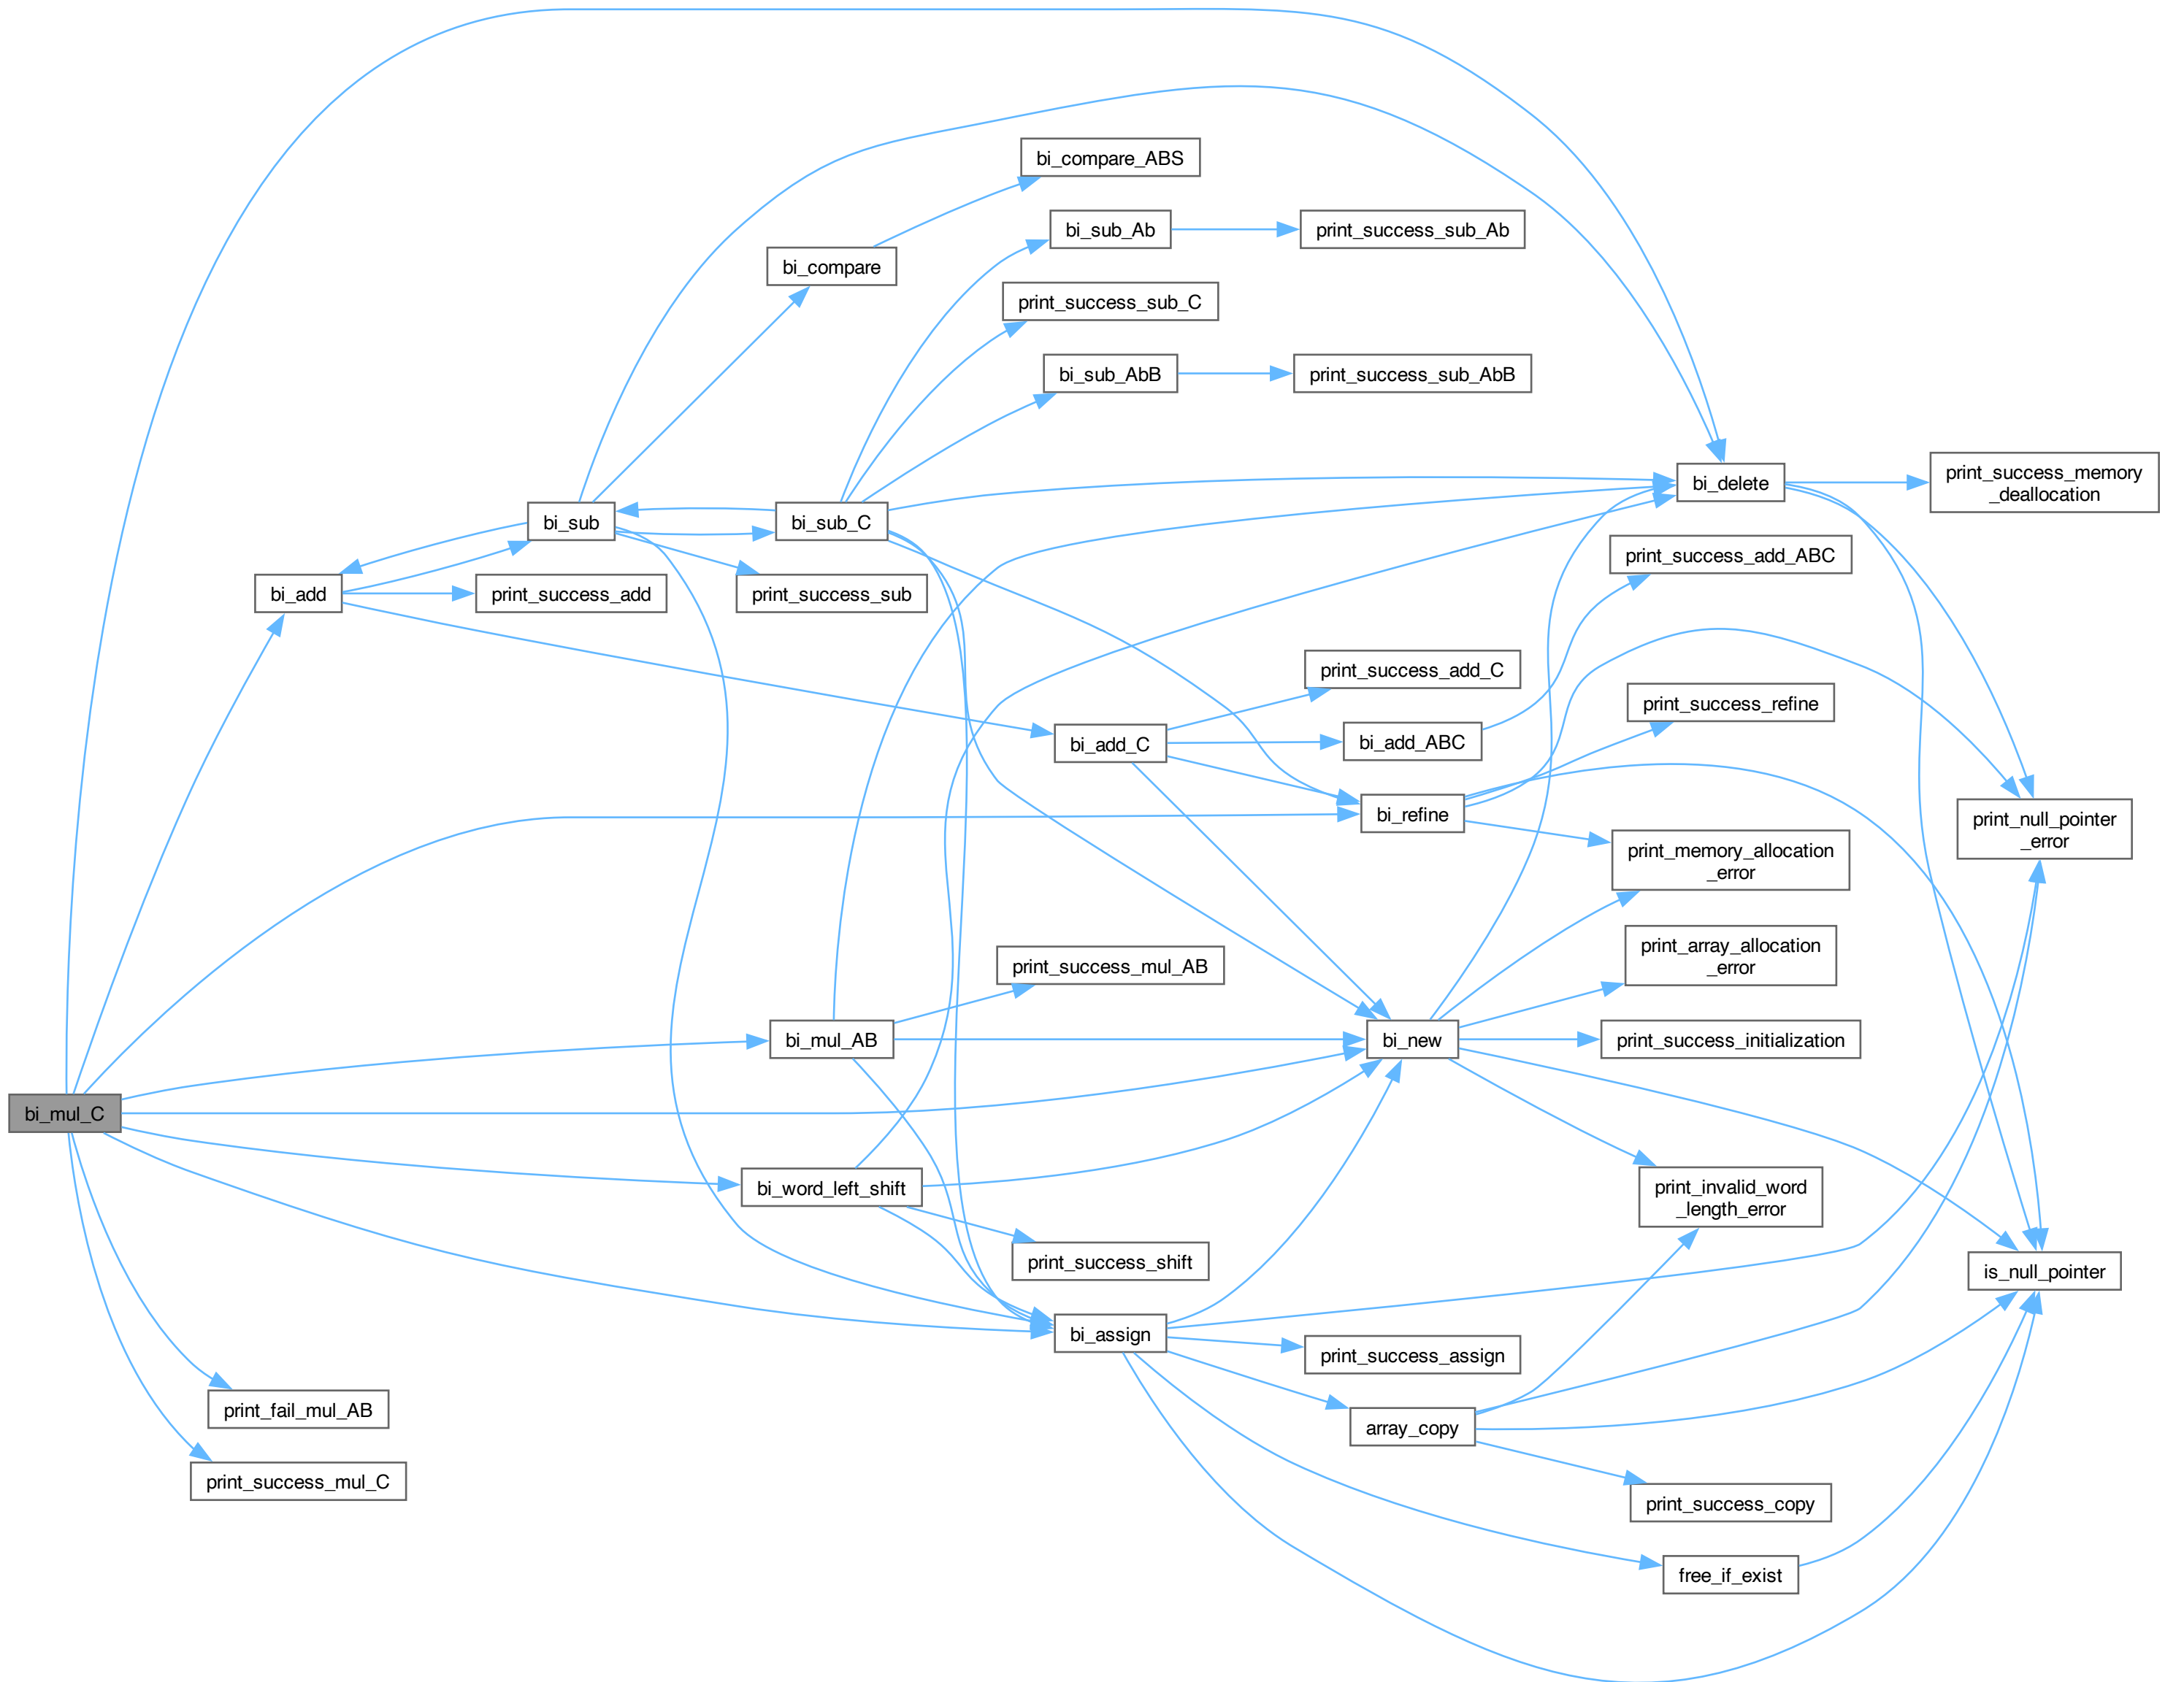 bi_compare_ABS
bi_sub_Ab
print_success_sub_Ab
bi_compare
print_success_sub_C
bi_sub_AbB
print_success_sub_AbB
bi_delete
print_success_memory
_deallocation
bi_sub
bi_sub_C
print_success_add_ABC
bi_add
print_success_add
print_success_sub
print_success_add_C
print_success_refine
bi_add_C
bi_add_ABC
bi_refine
print_null_pointer
_error
print_memory_allocation
_error
print_array_allocation
_error
print_success_mul_AB
bi_mul_AB
bi_new
print_success_initialization
bi_mul_C
bi_word_left_shift
print_invalid_word
_length_error
print_success_shift
is_null_pointer
bi_assign
print_success_assign
print_fail_mul_AB
array_copy
print_success_mul_C
print_success_copy
free_if_exist